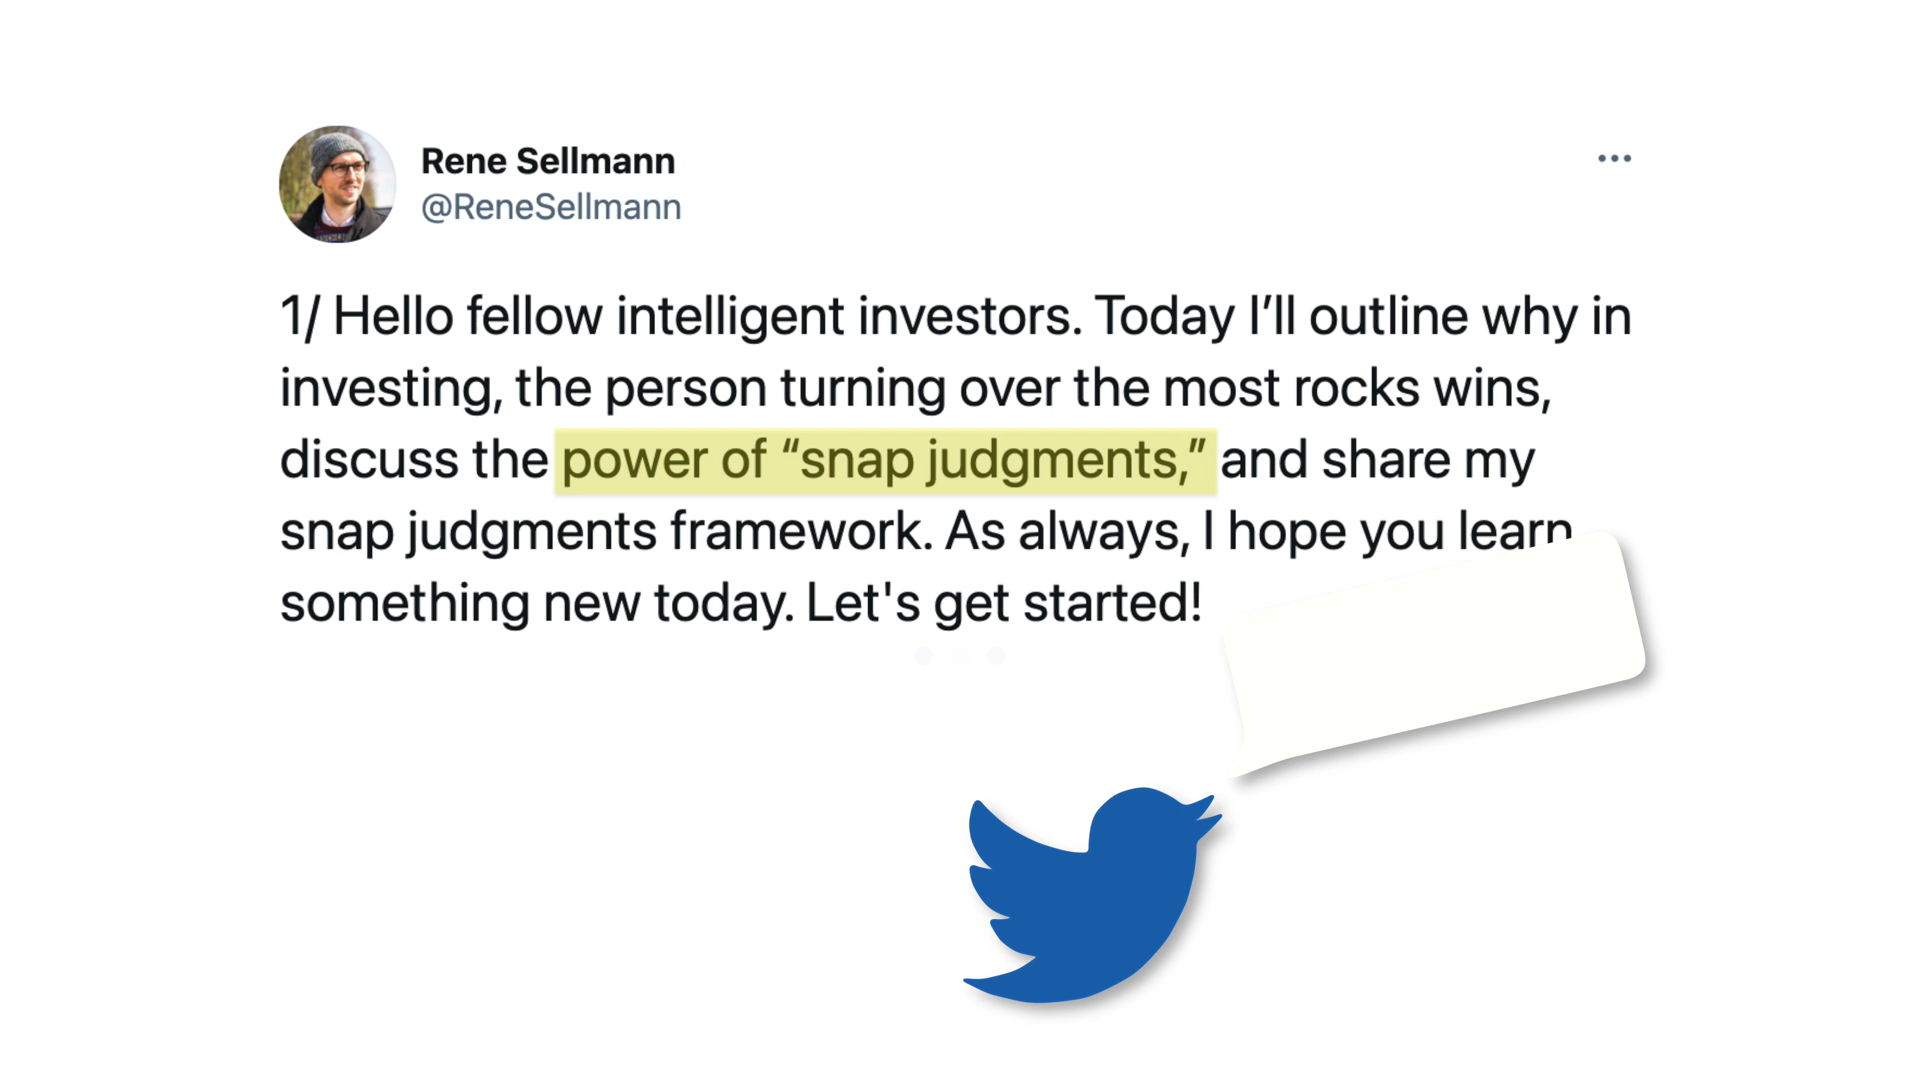 Rene Sellmann
@ReneSellmann
1/ Hello fellow intelligent investors. Today I’ll outline why in
investing, the person turning over the most rocks wins,
discuss the power of “snap judgments,” and share my
snap judgments framework. As always, I hope you learn
something new today. Let's get started!